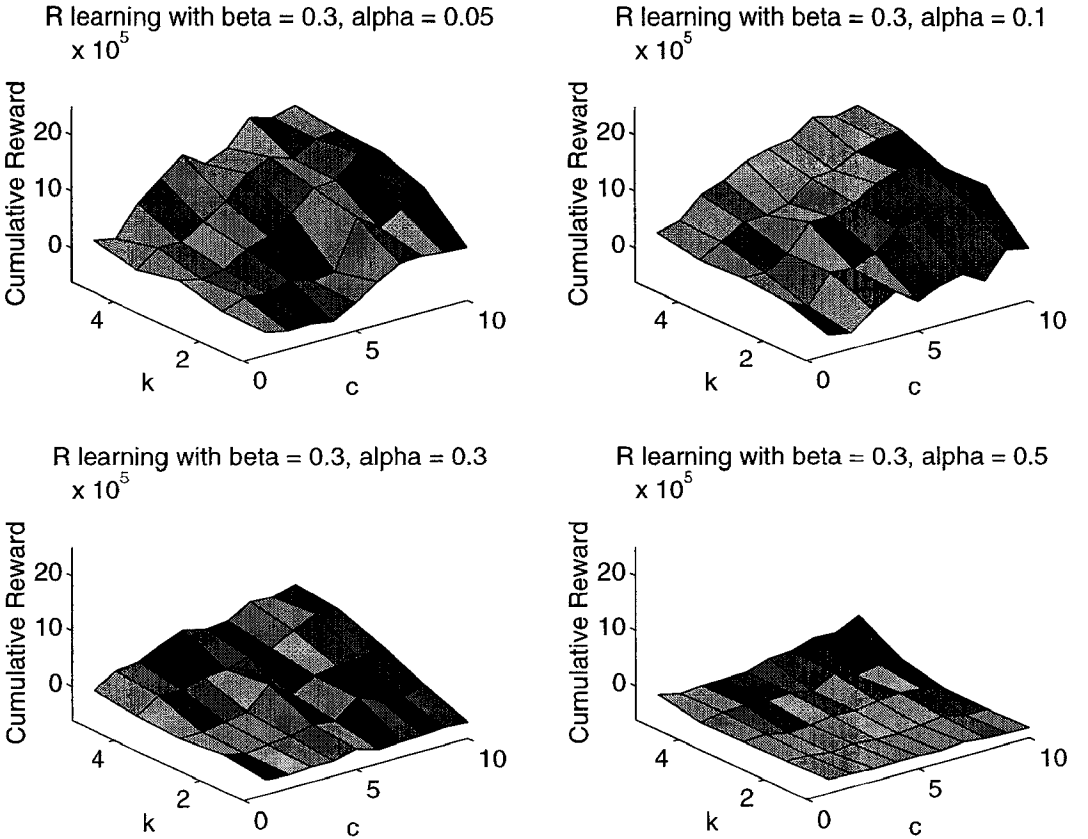 R learning with beta = 0.3, alpha = 0.05
x 10^5
Cumulative Reward
20
10
0
4
2
0
5
10
k
c
R learning with beta = 0.3, alpha = 0.1
x 10^5
Cumulative Reward
20
10
0
4
2
0
5
10
k
c
R learning with beta = 0.3, alpha = 0.3
x 10^5
Cumulative Reward
20
10
0
4
2
0
5
10
k
c
R learning with beta = 0.3, alpha = 0.5
x 10^5
Cumulative Reward
20
10
0
4
2
0
5
10
k
c